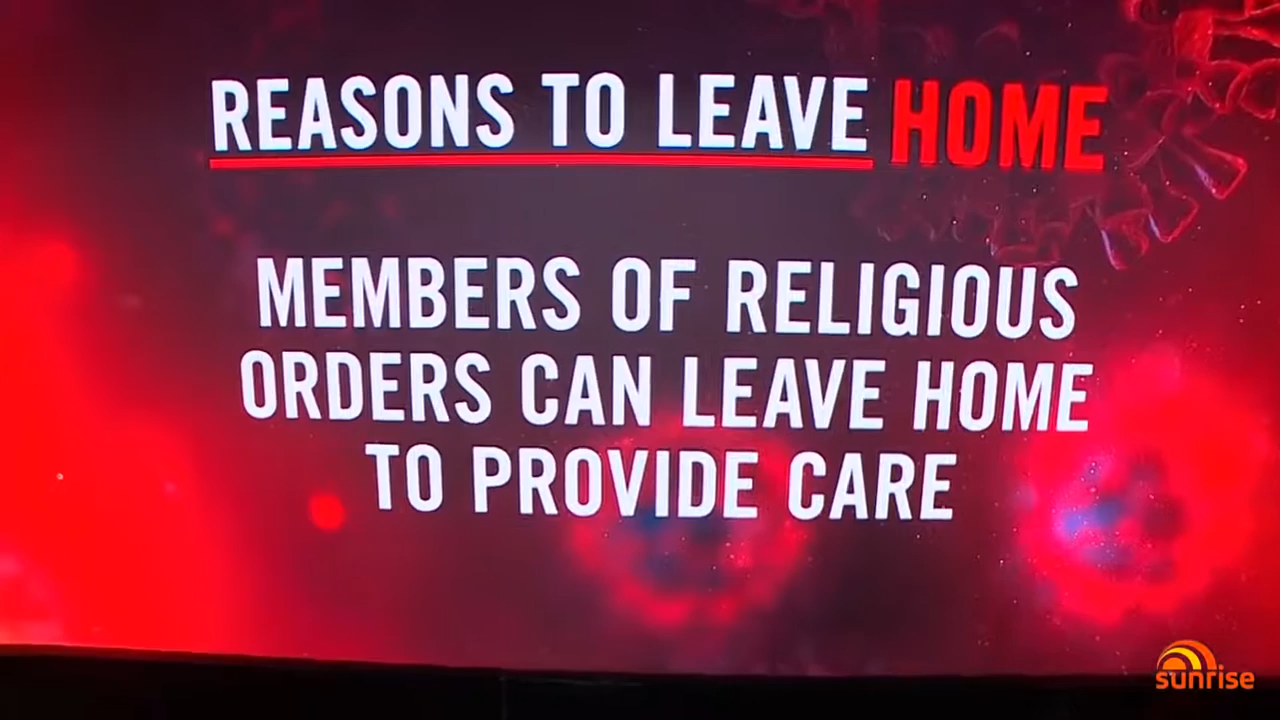 REASONS TO LEAVE HOME
MEMBERS OF RELIGIOUS
ORDERS CAN LEAVE HOME
TO PROVIDE CARE
sunrise